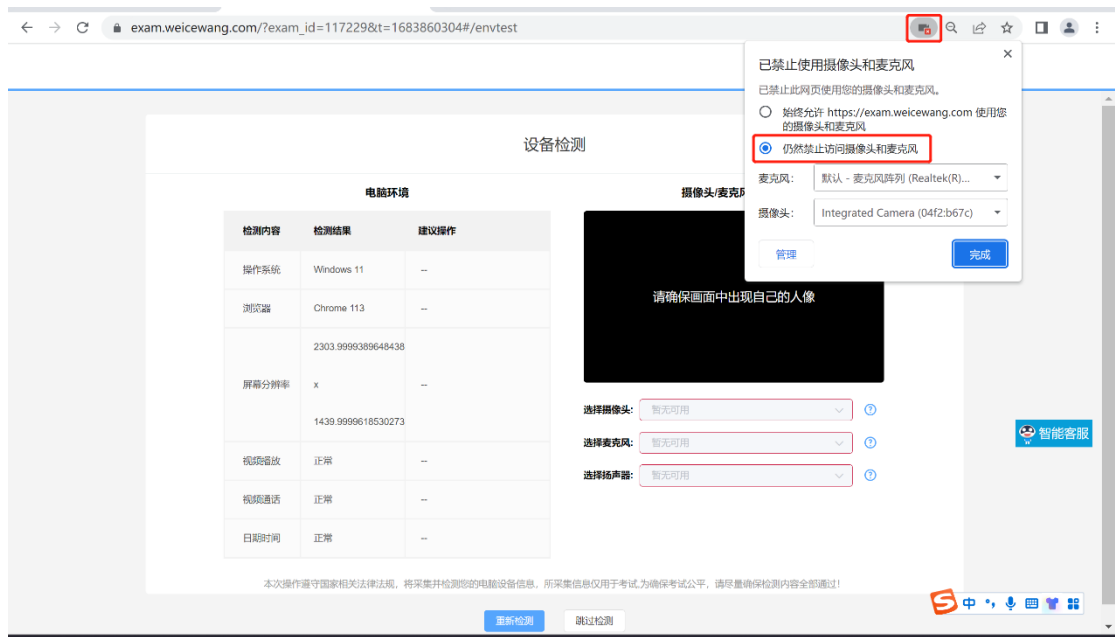 exam.weicewang.com/?exam_id=117229&t=1683860304#/envtest
已禁止使用摄像头和麦克风
已禁止此网页使用您的摄像头和麦克风。
始终允许 https://exam.weicewang.com 使用您
的摄像头和麦克风
仍然禁止访问摄像头和麦克风
麦克风: 默认 - 麦克风阵列 (Realtek(R)...
摄像头: Integrated Camera (04f2:b67c)
管理 完成
设备检测
电脑环境
检测内容 检测结果 建议操作
操作系统 Windows 11 --
浏览器 Chrome 113 --
屏幕分辨率 2303.9999389648438 x 1439.9999618530273 --
视频播放 正常 --
视频通话 正常 --
日期时间 正常 --
摄像头/麦克风
请确保画面中出现自己的人像
选择摄像头: 暂无可用
选择麦克风: 暂无可用
选择扬声器: 暂无可用
智能客服
本次操作遵守国家相关法律法规，将采集并检测您的电脑设备信息。所采集信息仅用于考试,为确保考试公平，请尽量确保检测内容全部通过！
重新检测 跳过检测
中